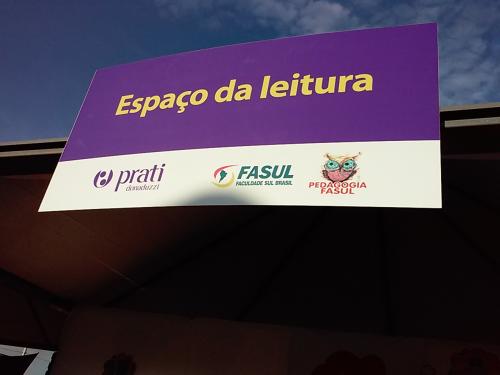 Espaço da leitura
prati
donaduzzi
FASUL
FACULDADE SUL BRASIL
PEDAGOGIA
FASUL